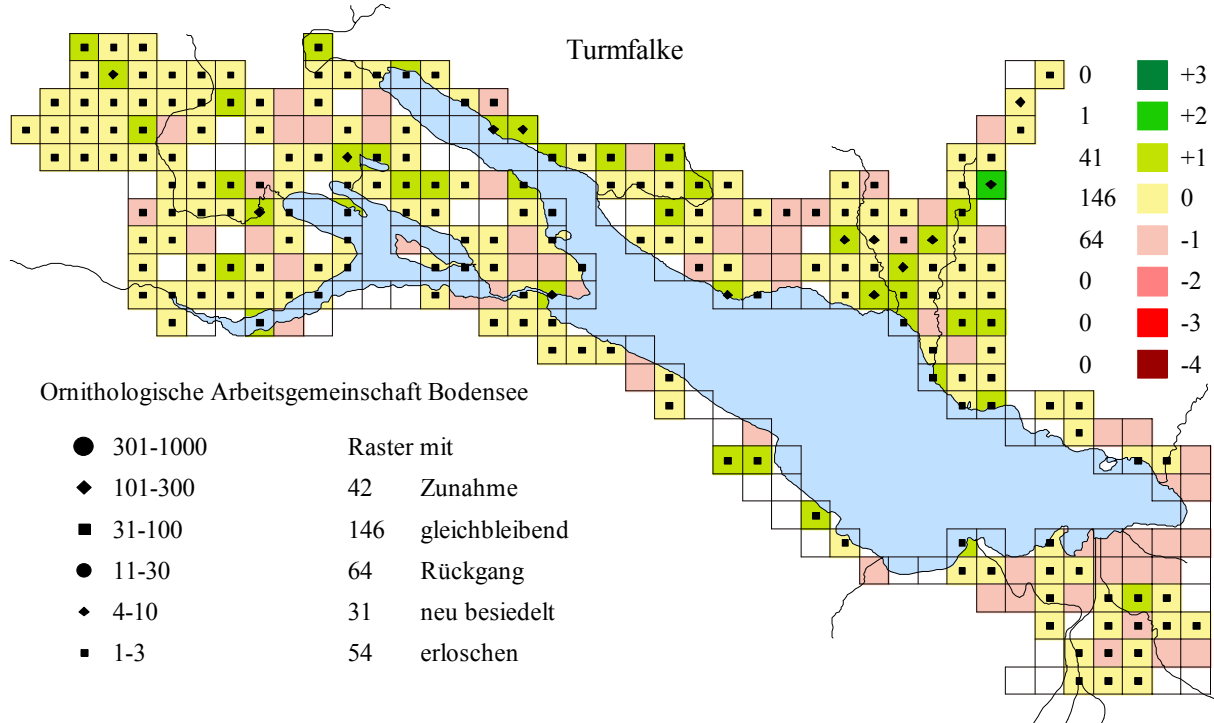 Turmfalke
0 +3
1 +2
41 +1
146 0
64 -1
0 -2
0 -3
0 -4
Ornithologische Arbeitsgemeinschaft Bodensee
301-1000 Raster mit
101-300 42 Zunahme
31-100 146 gleichbleibend
11-30 64 Rückgang
4-10 31 neu besiedelt
1-3 54 erloschen